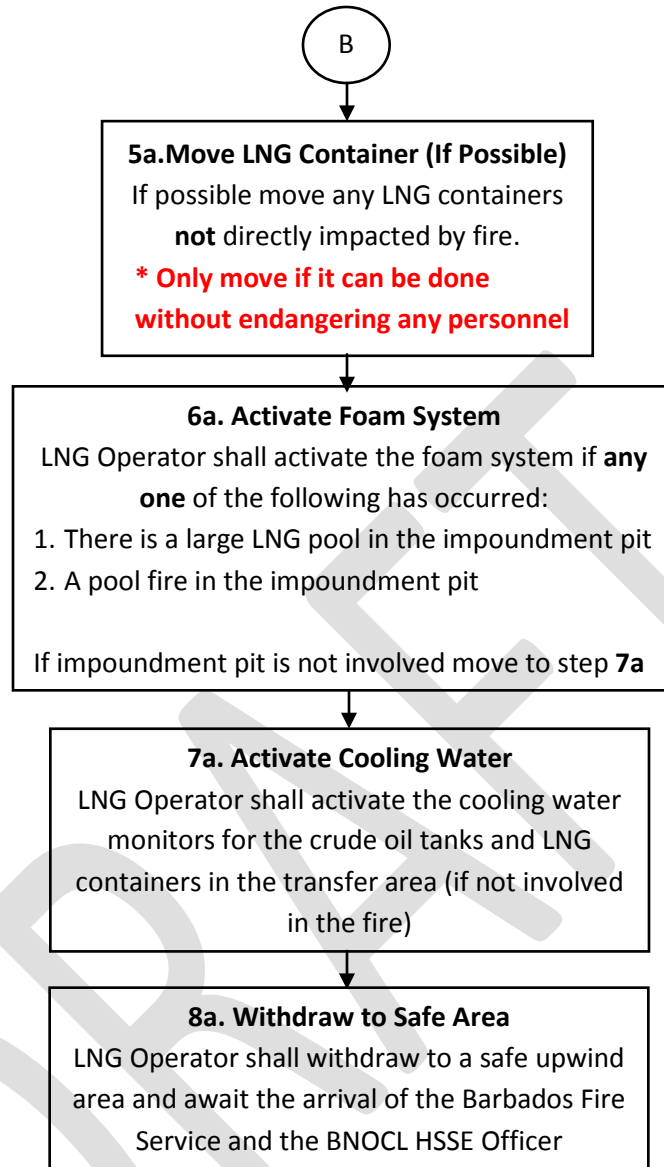 B
5a.Move LNG Container (If Possible)
If possible move any LNG containers
not directly impacted by fire.
* Only move if it can be done
without endangering any personnel
6a. Activate Foam System
LNG Operator shall activate the foam system if any
one of the following has occurred:
1. There is a large LNG pool in the impoundment pit
2. A pool fire in the impoundment pit
If impoundment pit is not involved move to step 7a
7a. Activate Cooling Water
LNG Operator shall activate the cooling water
monitors for the crude oil tanks and LNG
containers in the transfer area (if not involved
in the fire)
8a. Withdraw to Safe Area
LNG Operator shall withdraw to a safe upwind
area and await the arrival of the Barbados Fire
Service and the BNOCL HSSE Officer
DRAFT